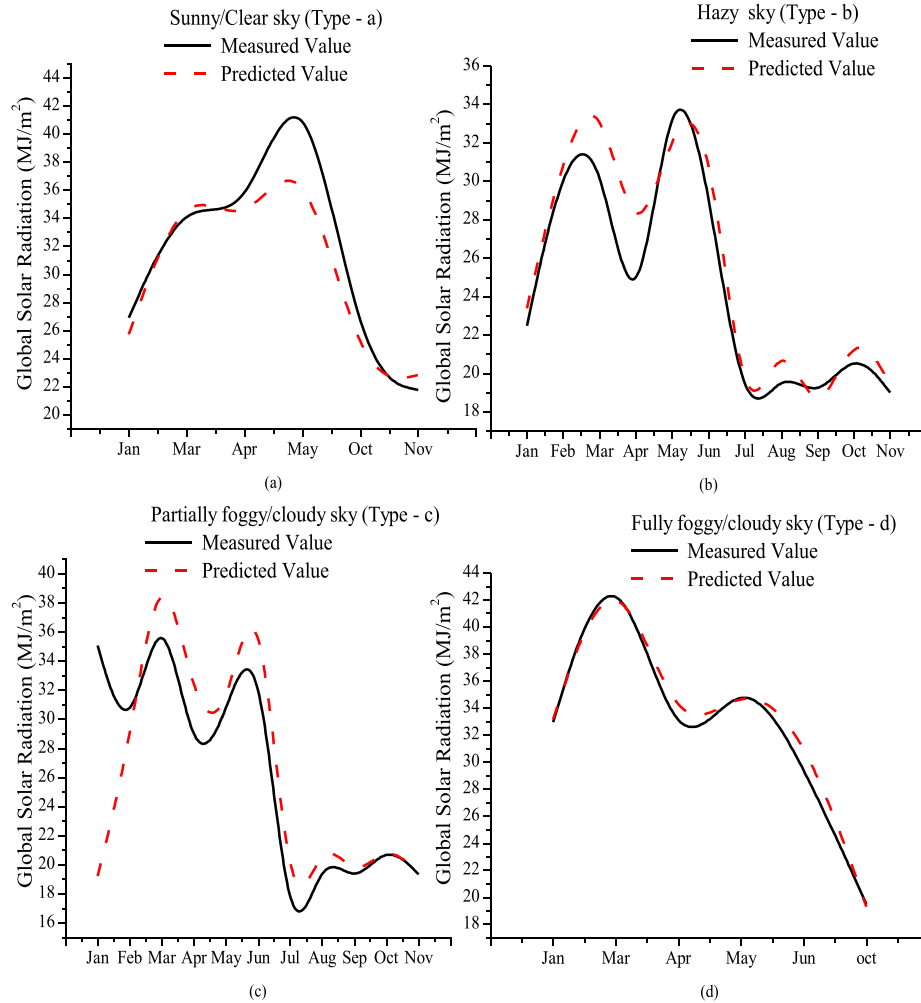 Sunny/Clear sky (Type - a)
Measured Value
Predicted Value
Global Solar Radiation (MJ/m²)
42
40
38
36
34
32
30
28
26
24
22
20
Jan Mar Apr May Oct Nov
(a)
Hazy sky (Type - b)
Measured Value
Predicted Value
Global Solar Radiation (MJ/m²)
36
34
32
30
28
26
24
22
20
18
Jan Feb Mar Apr May Jun Jul Aug Sep Oct Nov
(b)
Partially foggy/cloudy sky (Type - c)
Measured Value
Predicted Value
Global Solar Radiation (MJ/m²)
40
38
36
34
32
30
28
26
24
22
20
18
16
Jan Feb Mar Apr May Jun Jul Aug Sep Oct Nov
(c)
Fully foggy/cloudy sky (Type - d)
Measured Value
Predicted Value
Global Solar Radiation (MJ/m²)
44
42
40
38
36
34
32
30
28
26
24
22
20
18
Jan Mar Apr May Jun oct
(d)